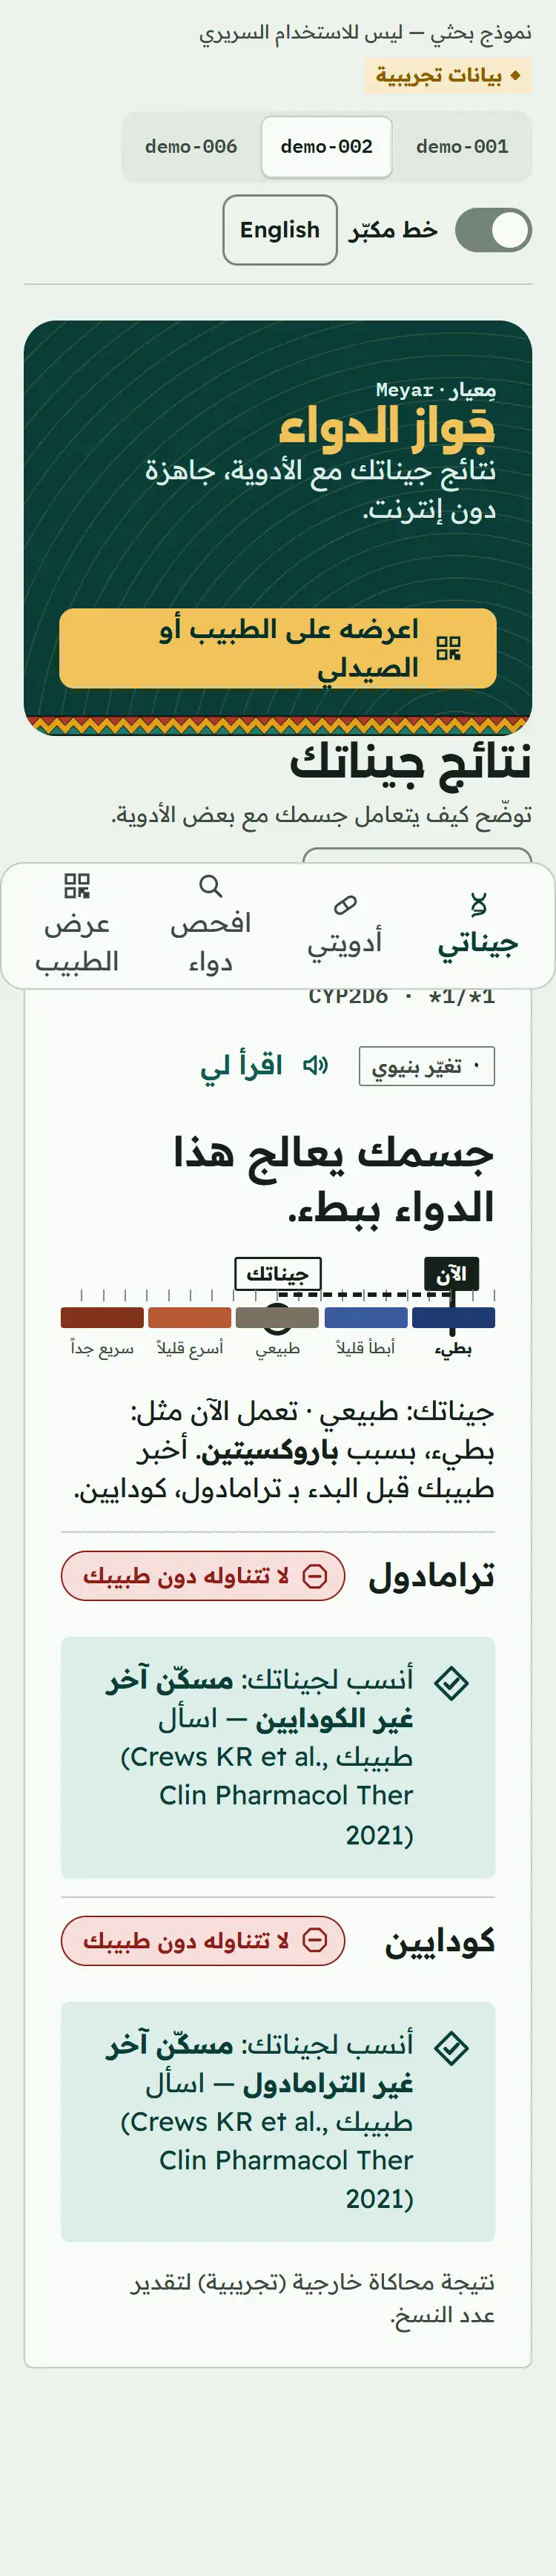 نموذج بحثي — ليس للاستخدام السريري
بيانات تجريبية
demo-001
demo-002
demo-006
خط مكبّر
English
مِعيار · Meyar
جَواز الدواء
نتائج جيناتك مع الأدوية، جاهزة
دون إنترنت.
اعرضه على الطبيب أو
الصيدلي
نتائج جيناتك
توضّح كيف يتعامل جسمك مع بعض الأدوية.
جيناتي
أدويتي
افحص
دواء
عرض
الطبيب
CYP2D6 · *1/*1
تغيّر بنيوي
اقرأ لي
جسمك يعالج هذا
الدواء ببطء.
الآن
جيناتك
بطيء
أبطأ قليلاً
طبيعي
أسرع قليلاً
سريع جداً
جيناتك: طبيعي · تعمل الآن مثل:
بطيء، بسبب باروكسيتين. أخبر
طبيبك قبل البدء بـ ترامادول، كودايين.
ترامادول
لا تتناوله دون طبيبك
أنسب لجيناتك: مسكّن آخر
غير الكودايين — اسأل
طبيبك (Crews KR et al.,
Clin Pharmacol Ther
2021)
كودايين
لا تتناوله دون طبيبك
أنسب لجيناتك: مسكّن آخر
غير الترامادول — اسأل
طبيبك (Crews KR et al.,
Clin Pharmacol Ther
2021)
نتيجة محاكاة خارجية (تجريبية) لتقدير
عدد النسخ.